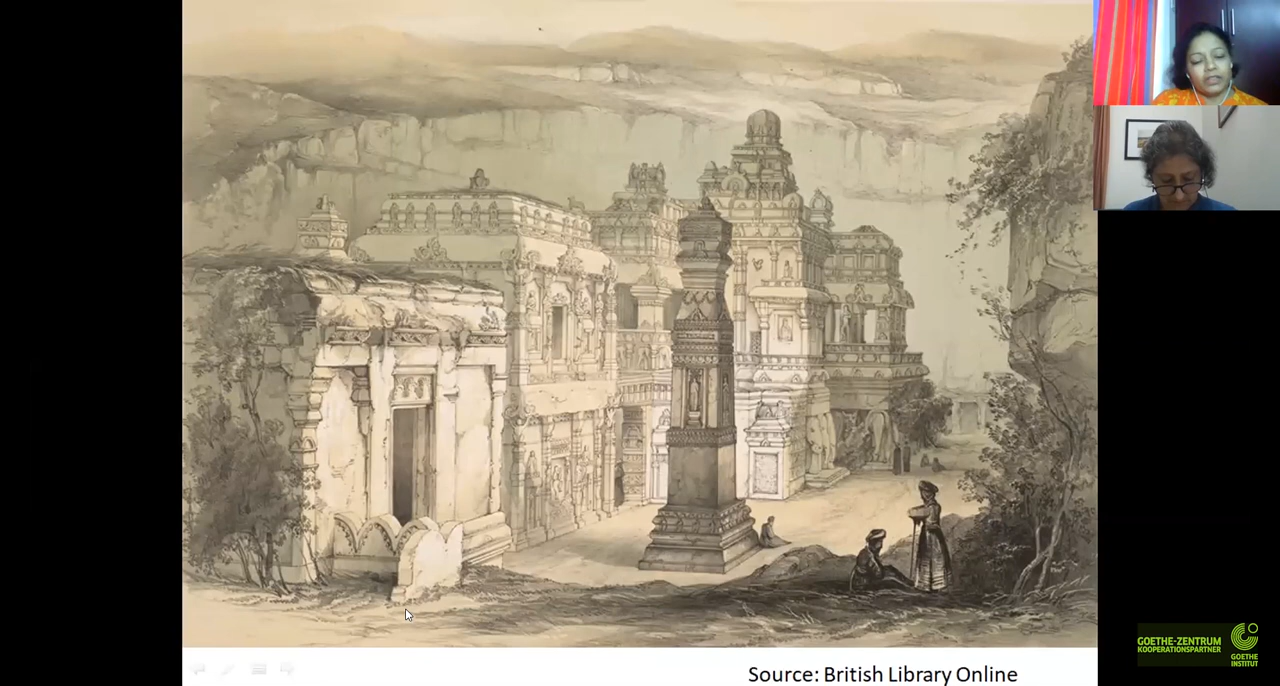 Source: British Library Online
GOETHE-ZENTRUM
KOOPERATIONSPARTNER
GOETHE
INSTITUT